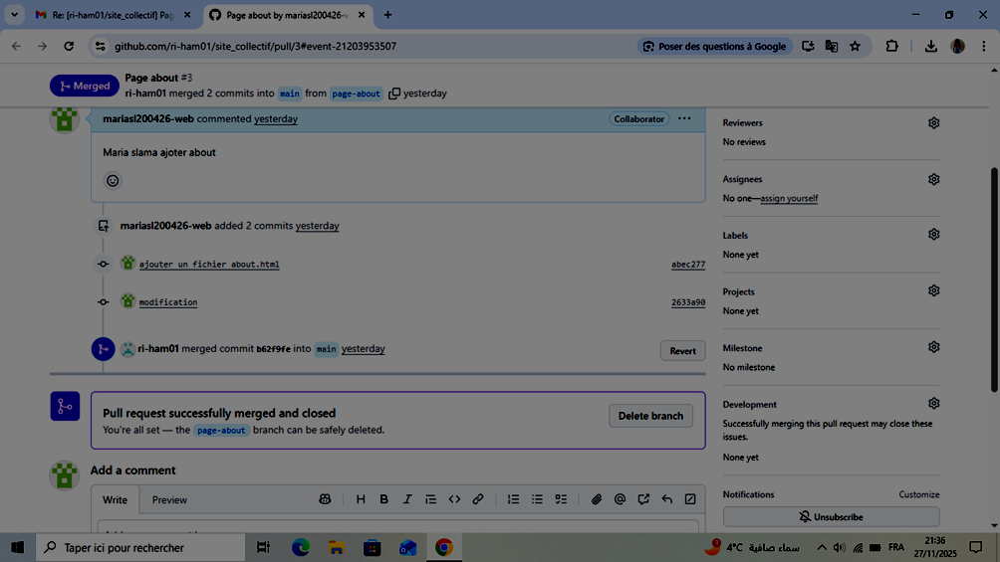 Re: [ri-ham01/site_collectif] Pag
Page about by mariasl200426-w
github.com/ri-ham01/site_collectif/pull/3#event-21203953507
Poser des questions à Google
Merged
Page about #3
ri-ham01 merged 2 commits into main from page-about yesterday
mariasl200426-web commented yesterday
Collaborator
Maria slama ajoter about
mariasl200426-web added 2 commits yesterday
ajouter un fichier about.html
abec277
modification
2633a90
ri-ham01 merged commit b62f9fe into main yesterday
Revert
Pull request successfully merged and closed
You're all set — the page-about branch can be safely deleted.
Delete branch
Add a comment
Write
Preview
Reviewers
No reviews
Assignees
No one—assign yourself
Labels
None yet
Projects
None yet
Milestone
No milestone
Development
Successfully merging this pull request may close these
issues.
None yet
Notifications
Customize
Unsubscribe
Taper ici pour rechercher
1
4°C سماء صافية
FRA
21:36
27/11/2025